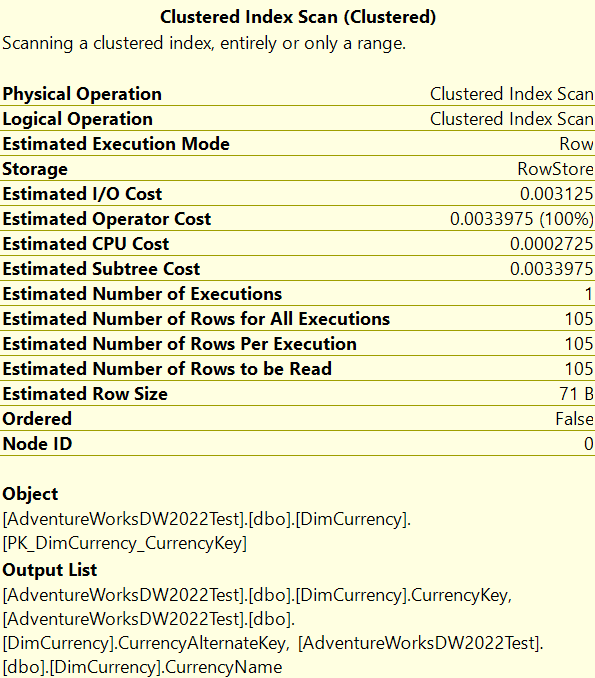 Clustered Index Scan (Clustered)
Scanning a clustered index, entirely or only a range.
Physical Operation Clustered Index Scan
Logical Operation Clustered Index Scan
Estimated Execution Mode Row
Storage RowStore
Estimated I/O Cost 0.003125
Estimated Operator Cost 0.0033975 (100%)
Estimated CPU Cost 0.0002725
Estimated Subtree Cost 0.0033975
Estimated Number of Executions 1
Estimated Number of Rows for All Executions 105
Estimated Number of Rows Per Execution 105
Estimated Number of Rows to be Read 105
Estimated Row Size 71 B
Ordered False
Node ID 0
Object
[AdventureWorksDW2022Test].[dbo].[DimCurrency].
[PK_DimCurrency_CurrencyKey]
Output List
[AdventureWorksDW2022Test].[dbo].[DimCurrency].CurrencyKey,
[AdventureWorksDW2022Test].[dbo].
[DimCurrency].CurrencyAlternateKey, [AdventureWorksDW2022Test].
[dbo].[DimCurrency].CurrencyName